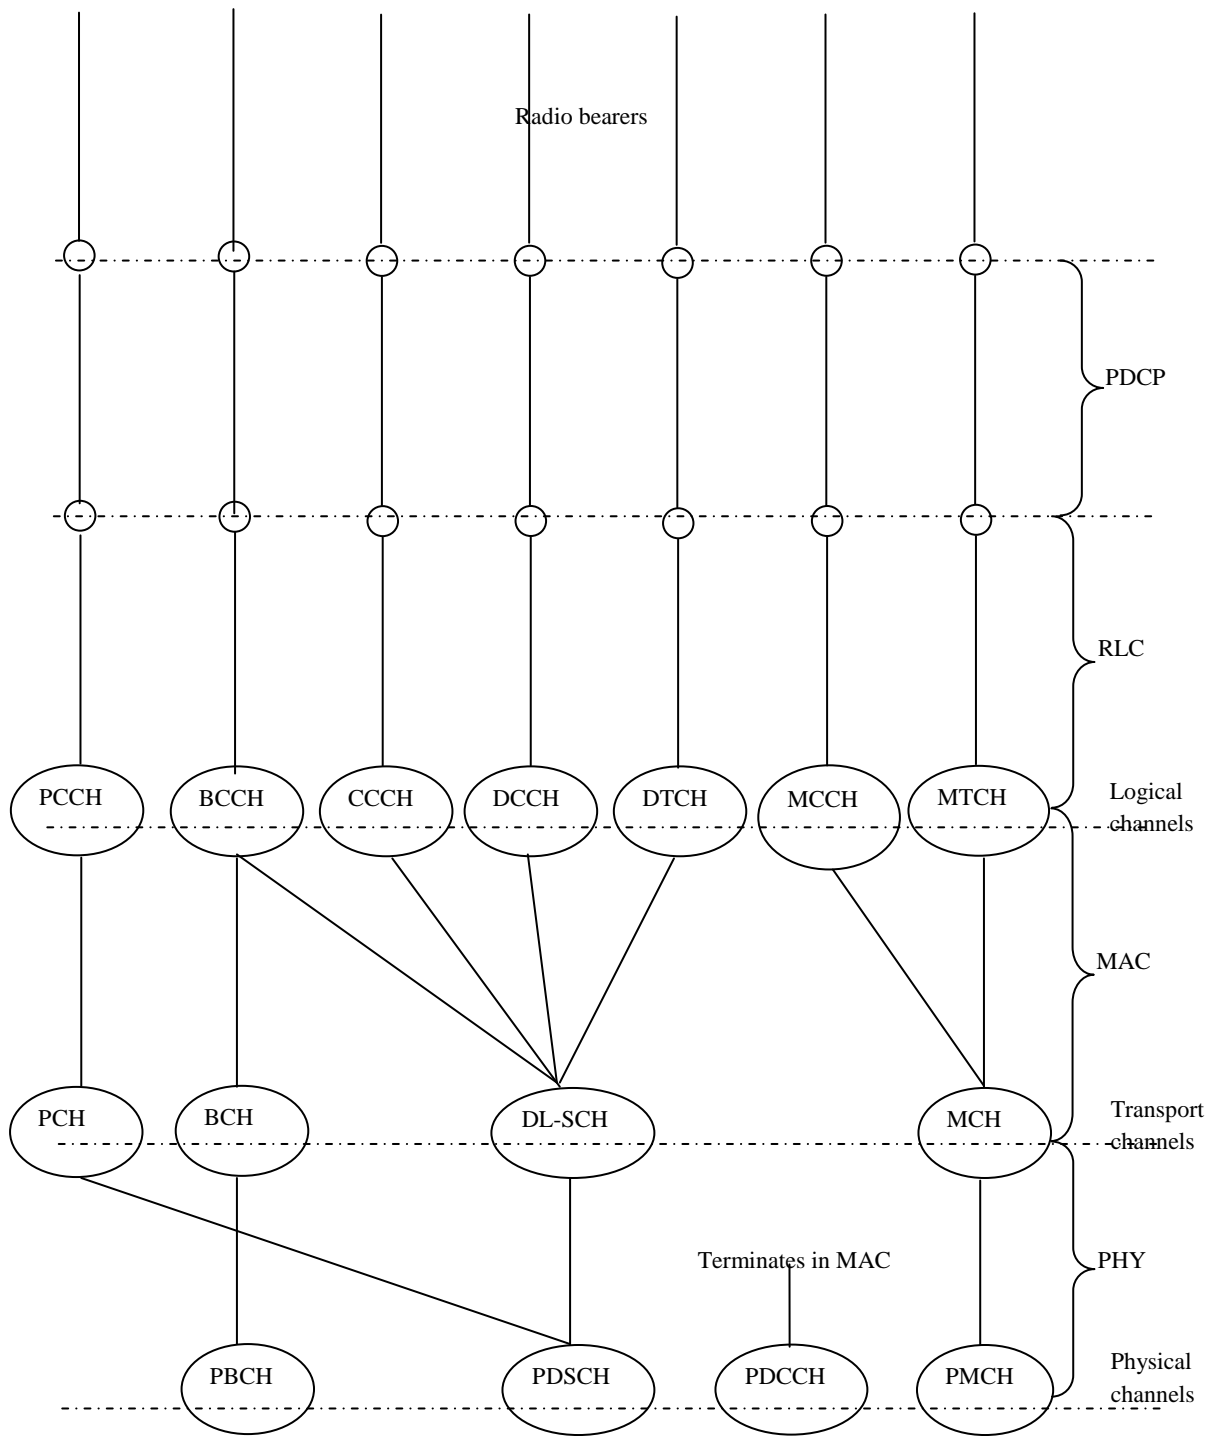 Radio bearers
PDCP
RLC
PCCH
BCCH
CCCH
DCCH
DTCH
MCCH
MTCH
Logical
channels
MAC
PCH
BCH
DL-SCH
MCH
Transport
channels
Terminates in MAC
PHY
PBCH
PDSCH
PDCCH
PMCH
Physical
channels